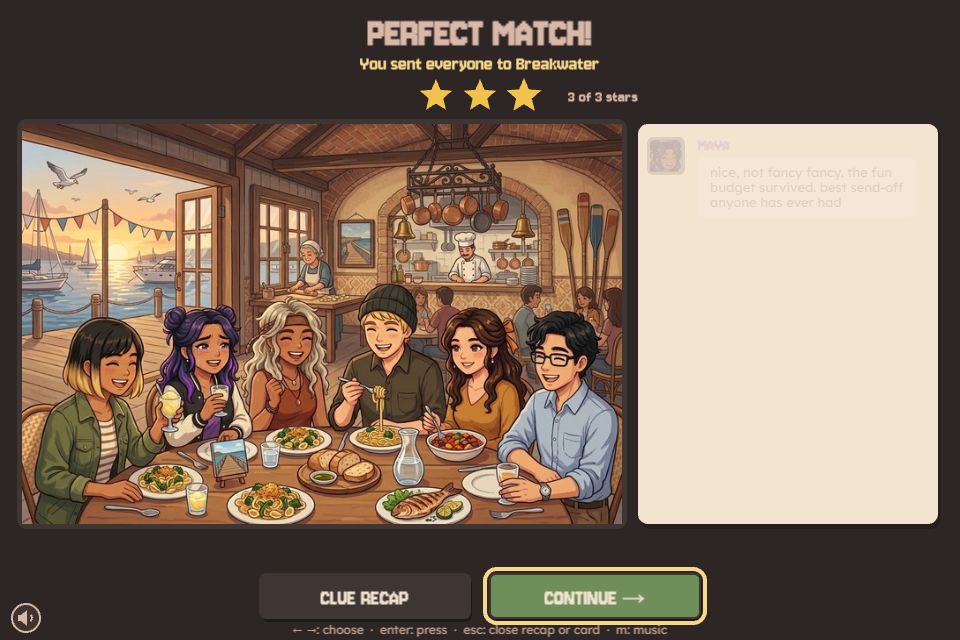 PERFECT MATCH!
You sent everyone to Breakwater
3 of 3 stars
MAYA
nice, not fancy fancy. the fun
budget survived. best send-off
anyone has ever had
CLUE RECAP
CONTINUE →
← →: choose · enter: press · esc: close recap or card · m: music